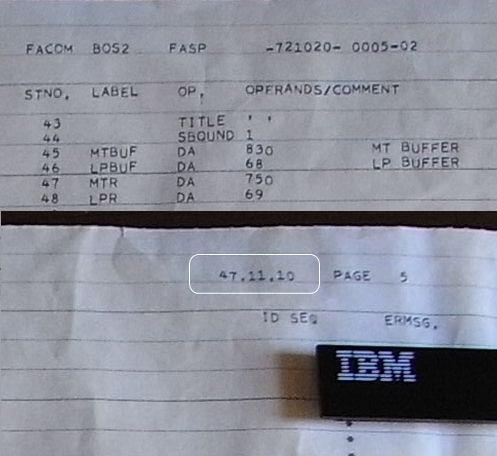 FACOM BOS2 FASP -721020- 0005-02
STNO. LABEL OP. OPERANDS/COMMENT
43 TITLE ' '
44 SBOUND 1
45 MTBUF DA 830 MT BUFFER
46 LPBUF DA 68 LP BUFFER
47 MTR DA 750
48 LPR DA 69
47.11.10 PAGE 5
ID SEQ ERMSG.
IBM